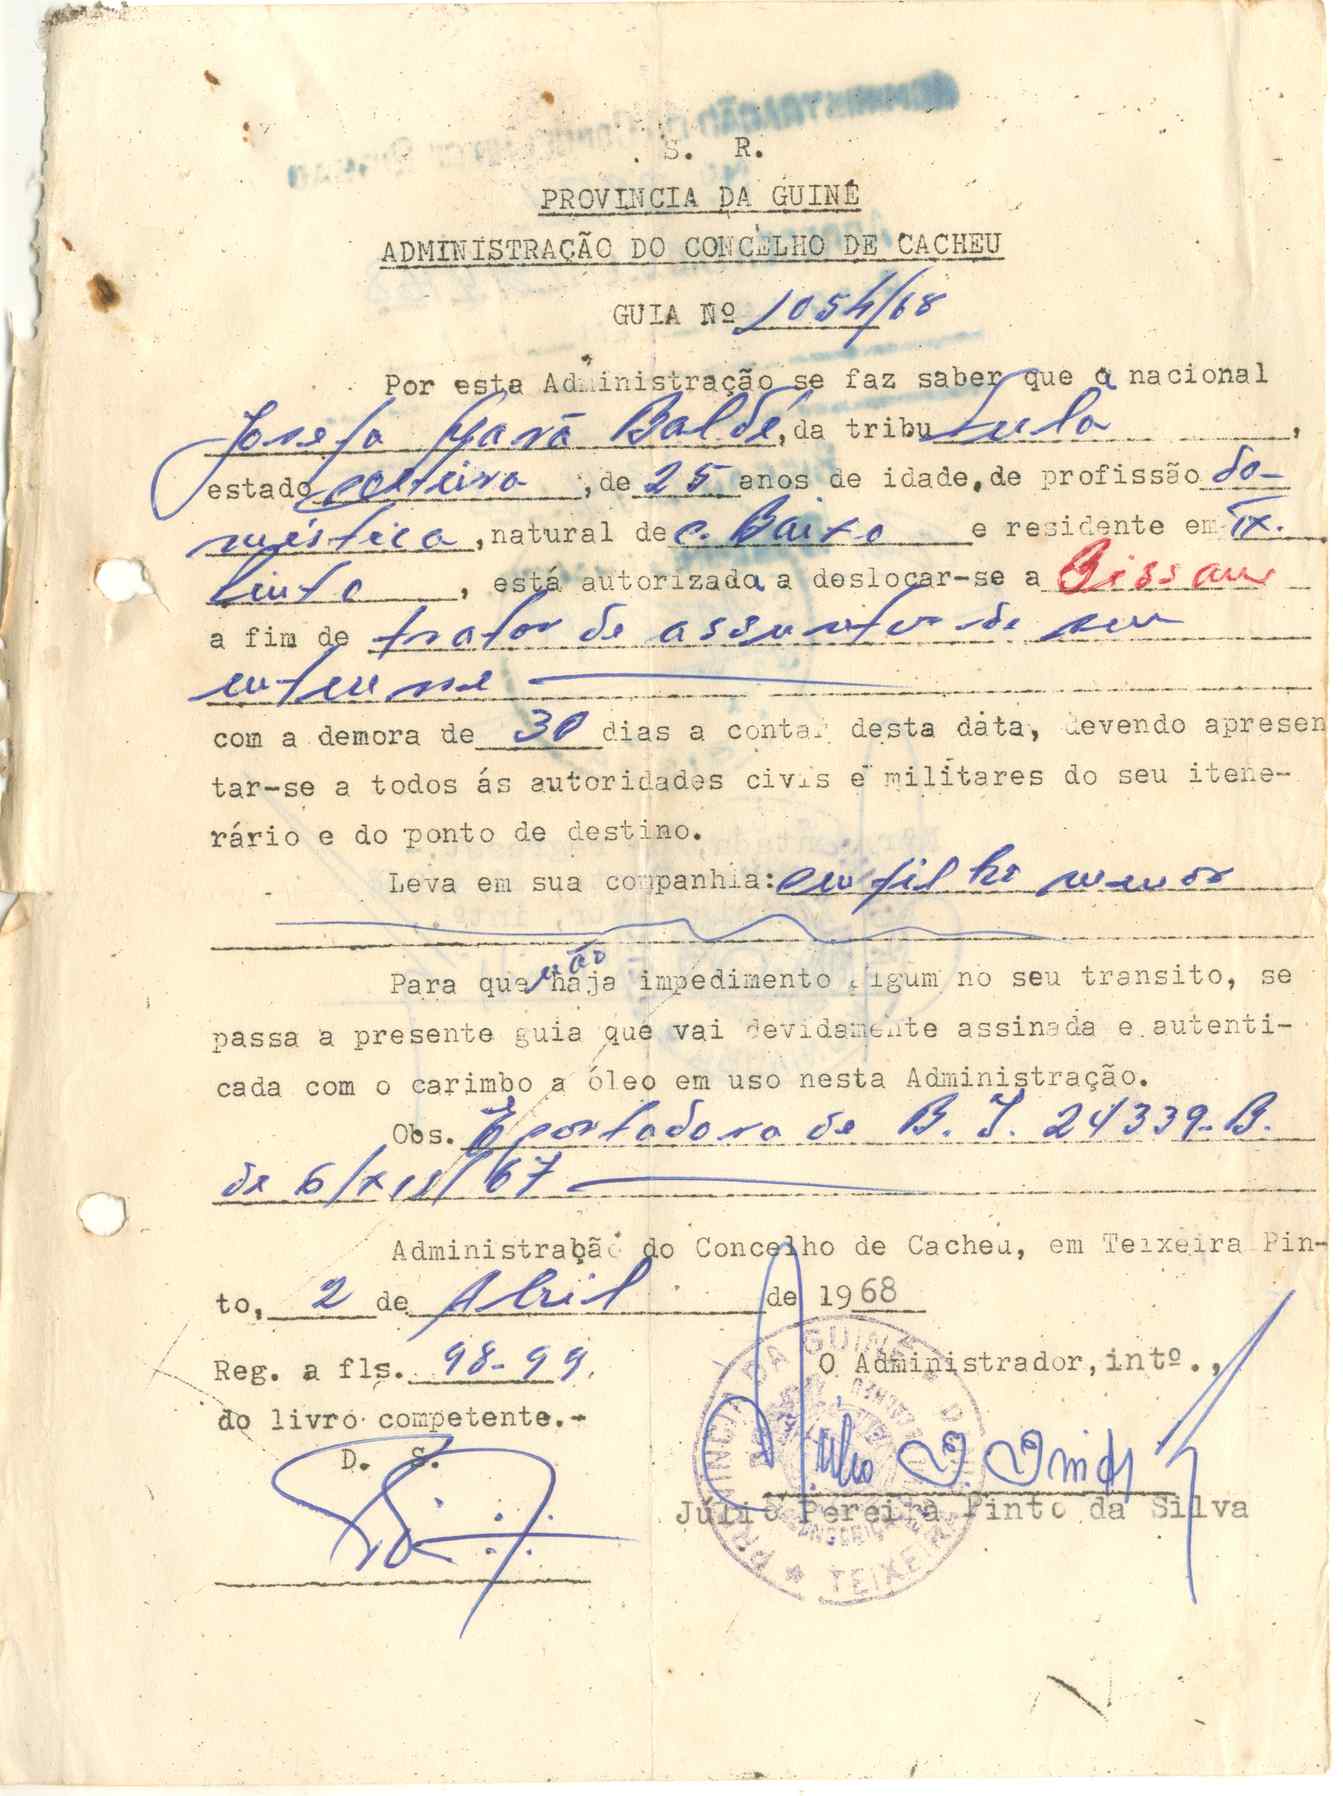 S. R.
PROVINCIA DA GUINÉ
ADMINISTRAÇÃO DO CONCELHO DE CACHEU
GUIA Nº 1054/68
Por esta Administração se faz saber que a nacional
Josefa Baldé, da tribu Fula,
estado solteira, de 25 anos de idade, de profissão do-
méstica, natural de C. Baixo e residente em Tx.
Pinto, está autorizada a deslocar-se a Bissau
a fim de tratar de assuntos de seu
interesse
com a demora de 30 dias a contar desta data, devendo apresen
tar-se a todos ás autoridades civis e militares do seu itene-
rário e do ponto de destino.
Leva em sua companhia: um filho menor
Para que não haja impedimento algum no seu transito, se
passa a presente guia que vai devidamente assinada e autenti-
cada com o carimbo a óleo em uso nesta Administração.
Obs. É portadora de B. I. 24339-B.
de 6/XII/67
Administração do Concelho de Cacheu, em Teixeira Pin-
to, 2 de Abril de 1968
Reg. a fls. 98-99.
O Administrador, intº.,
do livro competente.-
D. S.
Júlio Pereira Pinto da Silva
PROVINCIA DA GUINÉ
TEIXEIRA